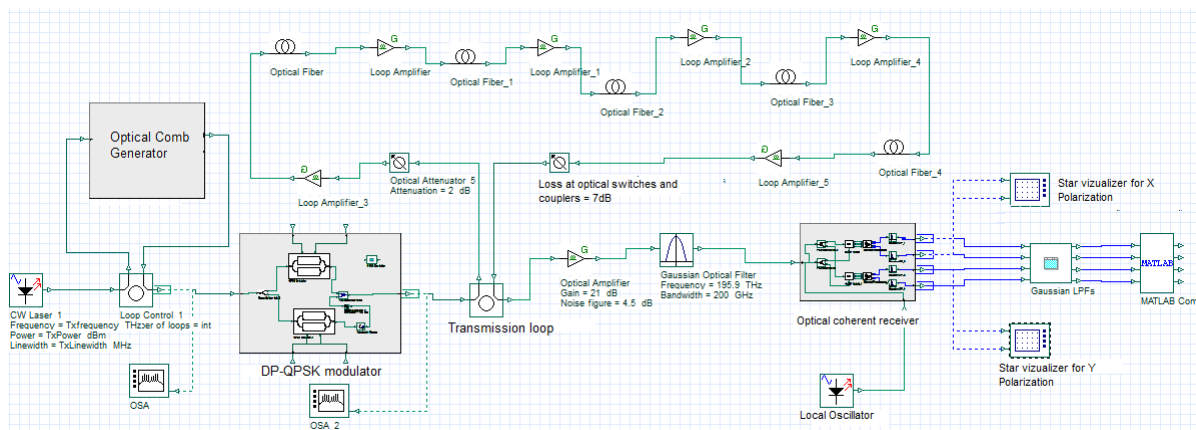 G
G
G
G
Optical Fiber
Loop Amplifier
Optical Fiber_1
Loop Amplifier_1
Loop Amplifier_2
Optical Fiber_3
Loop Amplifier_4
Optical Fiber_2
Optical Comb
Generator
G
Loop Amplifier_3
Optical Attenuator 5
Attenuation = 2 dB
Loss at optical switches and
couplers = 7dB
G
Loop Amplifier_5
Optical Fiber_4
Star vizualizer for X
Polarization
CW Laser 1
Frequency = Txfrequency THz
Power = TxPower dBm
Linewidth = TxLinewidth MHz
Loop Control 1
er of loops = int
OSA
DP-QPSK modulator
OSA_2
Transmission loop
G
Optical Amplifier
Gain = 21 dB
Noise figure = 4.5 dB
Gaussian Optical Filter
Frequency = 195.9 THz
Bandwidth = 200 GHz
Optical coherent receiver
Local Oscillator
Gaussian LPFs
MATLAB
MATLAB Com
Star vizualizer for Y
Polarization